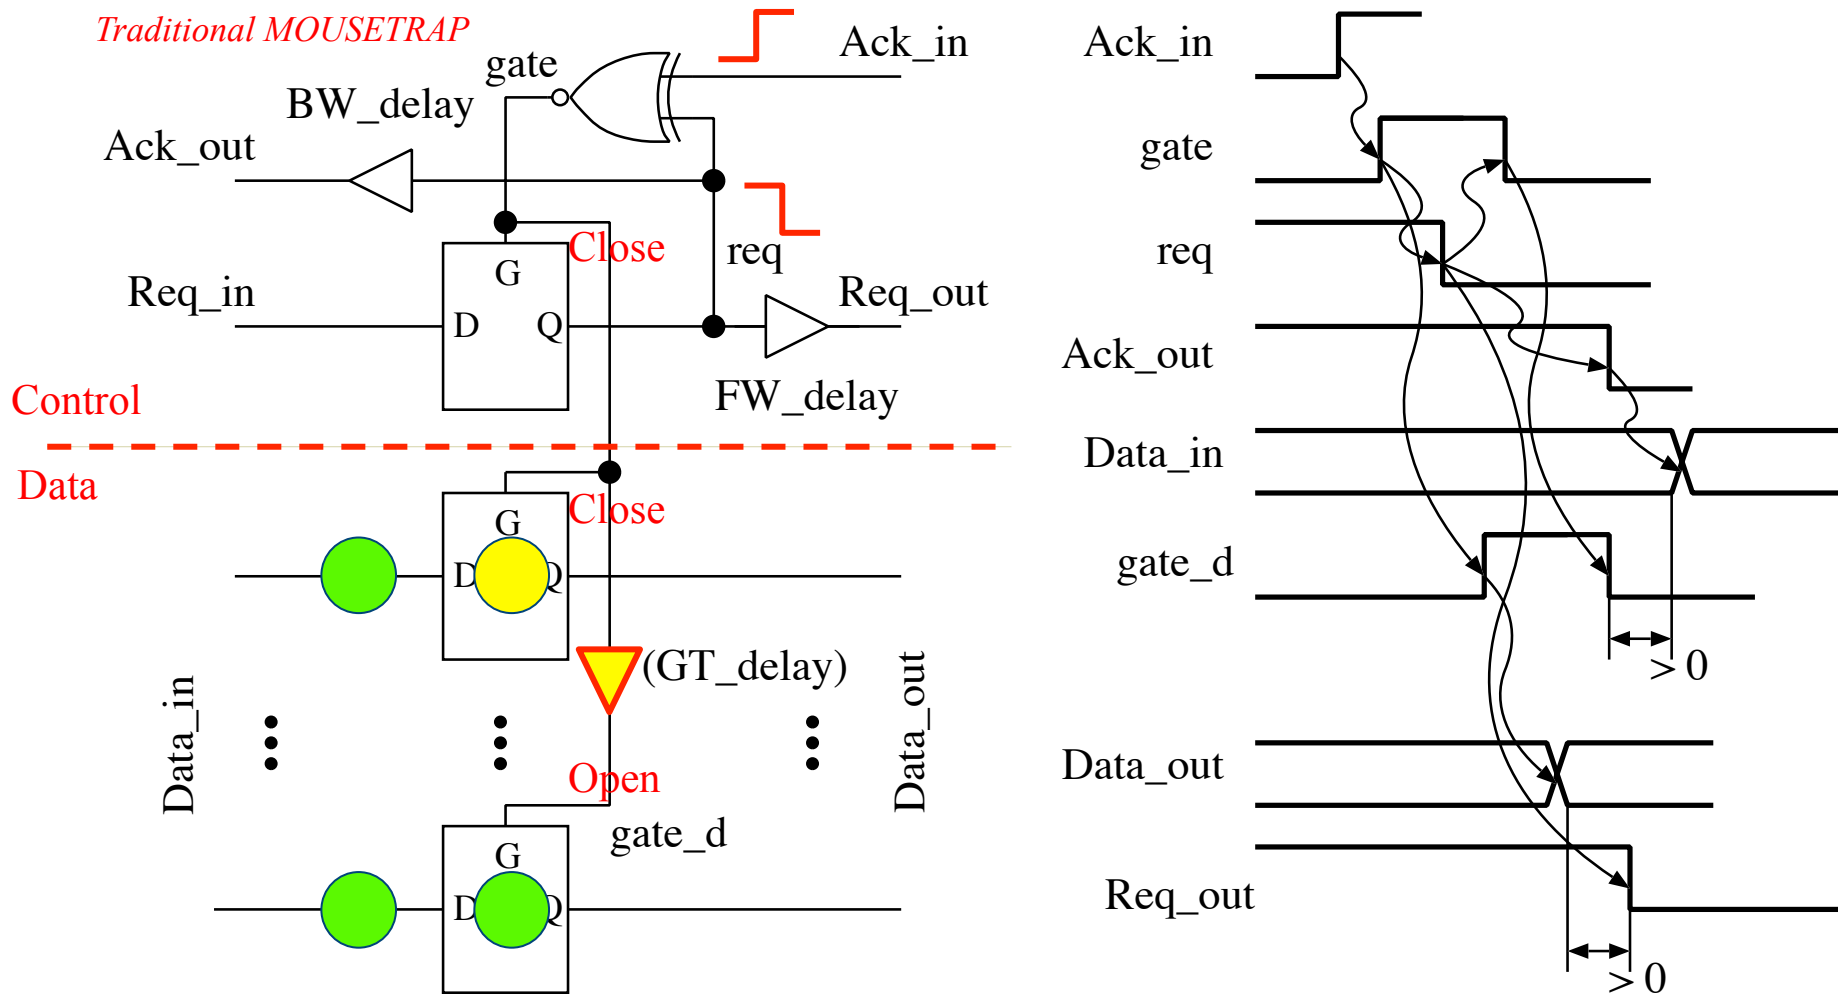 Traditional MOUSETRAP
gate
Ack_in
BW_delay
Ack_out
Close
req
G
Req_in
D
Q
Req_out
FW_delay
Control
Data
Close
G
D
Q
(GT_delay)
Data_in
Data_out
Open
gate_d
G
D
Q
Ack_in
gate
req
Ack_out
Data_in
gate_d
> 0
Data_out
Req_out
> 0